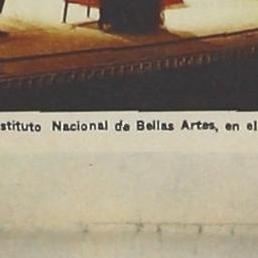 stituto Nacional de Bellas Artes, en el